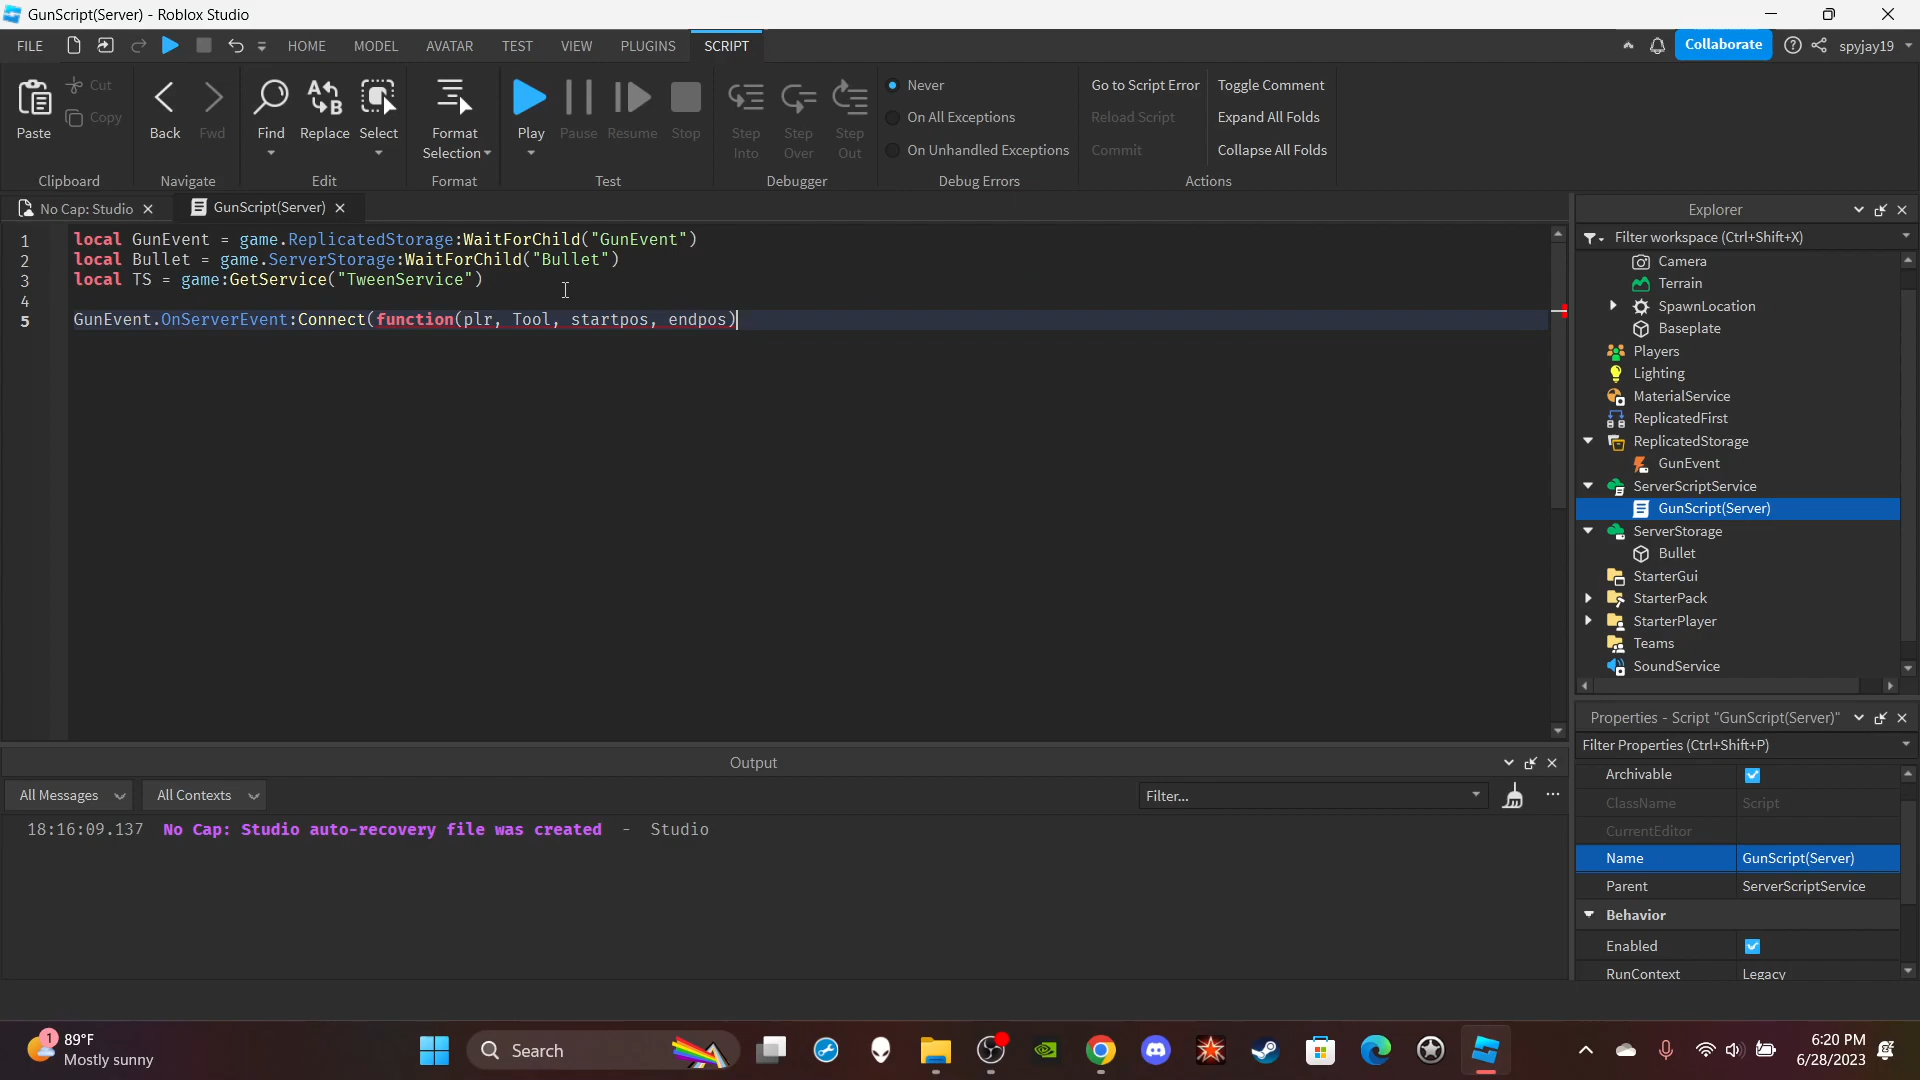 GunScript(Server) - Roblox Studio
FILE HOME MODEL AVATAR TEST VIEW PLUGINS SCRIPT Collaborate spyjay19
Paste Cut Copy
Clipboard
Back Fwd
Navigate
Find Replace Select
Edit
Format Selection
Format
Play Pause Resume Stop
Test
Step Into Step Over Step Out
Debugger
Never
On All Exceptions
On Unhandled Exceptions
Debug Errors
Go to Script Error Toggle Comment
Reload Script Expand All Folds
Commit Collapse All Folds
Actions
No Cap: Studio GunScript(Server)
1 local GunEvent = game.ReplicatedStorage:WaitForChild("GunEvent")
2 local Bullet = game.ServerStorage:WaitForChild("Bullet")
3 local TS = game:GetService("TweenService")
4
5 GunEvent.OnServerEvent:Connect(function(plr, Tool, startpos, endpos)
Explorer
Filter workspace (Ctrl+Shift+X)
Camera
Terrain
SpawnLocation
Baseplate
Players
Lighting
MaterialService
ReplicatedFirst
ReplicatedStorage
GunEvent
ServerScriptService
GunScript(Server)
ServerStorage
Bullet
StarterGui
StarterPack
StarterPlayer
Teams
SoundService
Properties - Script "GunScript(Server)"
Filter Properties (Ctrl+Shift+P)
Archivable
ClassName Script
CurrentEditor
Name GunScript(Server)
Parent ServerScriptService
Behavior
Enabled
RunContext Legacy
Output
All Messages All Contexts Filter...
18:16:09.137 No Cap: Studio auto-recovery file was created - Studio
1 89°F
Mostly sunny
Search
6:20 PM
6/28/2023